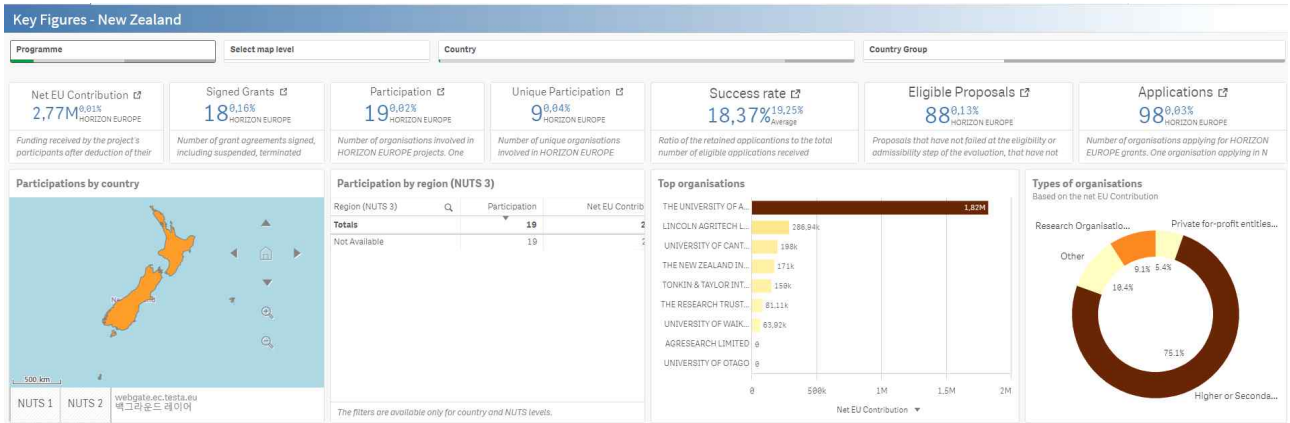 Key Figures - New Zealand
Programme
Select map level
Country
Country Group
Net EU Contribution
2,77M 0,01%
HORIZON EUROPE
Funding received by the project's
participants after deduction of their
Signed Grants
18 0,16%
HORIZON EUROPE
Number of grant agreements signed,
including suspended, terminated
Participation
19 0,02%
HORIZON EUROPE
Number of organisations involved in
HORIZON EUROPE projects. One
Unique Participation
9 0,04%
HORIZON EUROPE
Number of unique organisations
involved in HORIZON EUROPE
Success rate
18,37% 19,25%
Average
Ratio of the retained applicantions to the total
number of eligible applications received
Eligible Proposals
88 0,13%
HORIZON EUROPE
Proposals that have not failed at the eligibility or
admissibility step of the evaluation, that have not
Applications
98 0,03%
HORIZON EUROPE
Number of organisations applying for HORIZON
EUROPE grants. One organisation applying in N
Participations by country
500 km
NUTS 1
NUTS 2
webgate.ec.testa.eu
백그라운드 레이어
Participation by region (NUTS 3)
Region (NUTS 3) Participation Net EU Contrib
Totals 19 2
Not Available 19 2
The filters are available only for country and NUTS levels.
Top organisations
THE UNIVERSITY OF A... 1,82M
LINCOLN AGRITECH L... 286,94k
UNIVERSITY OF CANT... 198k
THE NEW ZEALAND IN... 171k
TONKIN & TAYLOR INT... 150k
THE RESEARCH TRUST... 81,11k
UNIVERSITY OF WAIK... 63,92k
AGRESEARCH LIMITED 0
UNIVERSITY OF OTAGO 0
0 500k 1M 1,5M 2M
Net EU Contribution
Types of organisations
Based on the net EU Contribution
Research Organisatio...
Private for-profit entities...
Other
9.1% 5.4%
10.4%
75.1%
Higher or Seconda...